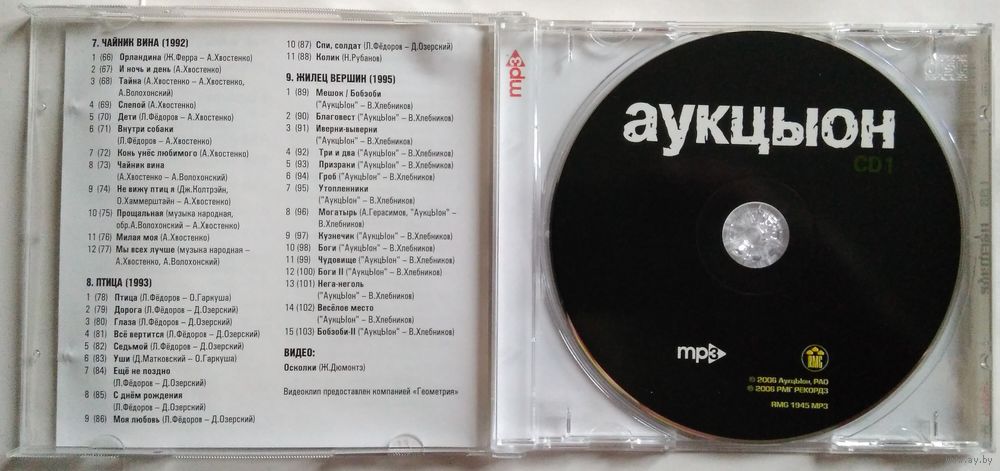 7. ЧАЙНИК ВИНА (1992)
1 (66) Орландина (Ж.Ферра – А.Хвостенко)
2 (67) И ночь и день (А.Хвостенко)
3 (68) Тайна (А.Хвостенко – А.Хвостенко,
А.Волохонский)
4 (69) Слепой (А.Хвостенко)
5 (70) Дети (Л.Фёдоров – А.Хвостенко)
6 (71) Внутри собаки
(Л.Фёдоров – А.Хвостенко)
7 (72) Конь унёс любимого (А.Хвостенко)
8 (73) Чайник вина
(А.Хвостенко – А.Волохонский)
9 (74) Не вижу птиц я (Дж.Колтрэйн,
О.Хаммерштайн – А.Хвостенко)
10 (75) Прощальная (музыка народная,
обр.А.Волохонский – А.Хвостенко)
11 (76) Милая моя (А.Хвостенко)
12 (77) Мы всех лучше (музыка народная –
А.Хвостенко, А.Волохонский)
8. ПТИЦА (1993)
1 (78) Птица (Л.Фёдоров – О.Гаркуша)
2 (79) Дорога (Л.Фёдоров – Д.Озерский)
3 (80) Глаза (Л.Фёдоров – Д.Озерский)
4 (81) Всё вертится (Л.Фёдоров – Д.Озерский)
5 (82) Седьмой (Л.Фёдоров – Д.Озерский)
6 (83) Уши (Д.Матковский – О.Гаркуша)
7 (84) Ещё не поздно
(Л.Фёдоров – Д.Озерский)
8 (85) С днём рождения
(Л.Фёдоров – Д.Озерский)
9 (86) Моя любовь (Л.Фёдоров – Д.Озерский)
10 (87) Спи, солдат (Л.Фёдоров – Д.Озерский)
11 (88) Колик (Н.Рубанов)
9. ЖИЛЕЦ ВЕРШИН (1995)
1 (89) Мешок / Бобэоби
("АукцЫон" – В.Хлебников)
2 (90) Благовест ("АукцЫон" – В.Хлебников)
3 (91) Иверни-выверни
("АукцЫон" – В.Хлебников)
4 (92) Три и два ("АукцЫон" – В.Хлебников)
5 (93) Призраки ("АукцЫон" – В.Хлебников)
6 (94) Гроб ("АукцЫон" – В.Хлебников)
7 (95) Утопленники
("АукцЫон" – В.Хлебников)
8 (96) Могатырь (А.Герасимов, "АукцЫон" –
В.Хлебников)
9 (97) Кузнечик ("АукцЫон" – В.Хлебников)
10 (98) Боги ("АукцЫон" – В.Хлебников)
11 (99) Чудовище ("АукцЫон" – В.Хлебников)
12 (100) Боги II ("АукцЫон" – В.Хлебников)
13 (101) Нега-неголь
("АукцЫон" – В.Хлебников)
14 (102) Весёлое место
("АукцЫон" – В.Хлебников)
15 (103) Бобэоби-II ("АукцЫон" – В.Хлебников)
ВИДЕО:
Осколки (Ж.Дюмонтэ)
Видеоклип предоставлен компанией «Геометрия»
mp3
аукцыон
CD 1
mp3
RMG
© 2006 АукцЫон, РАО
® 2006 РМГ РЕКОРДЗ
RMG 1945 MP3
www.ay.by